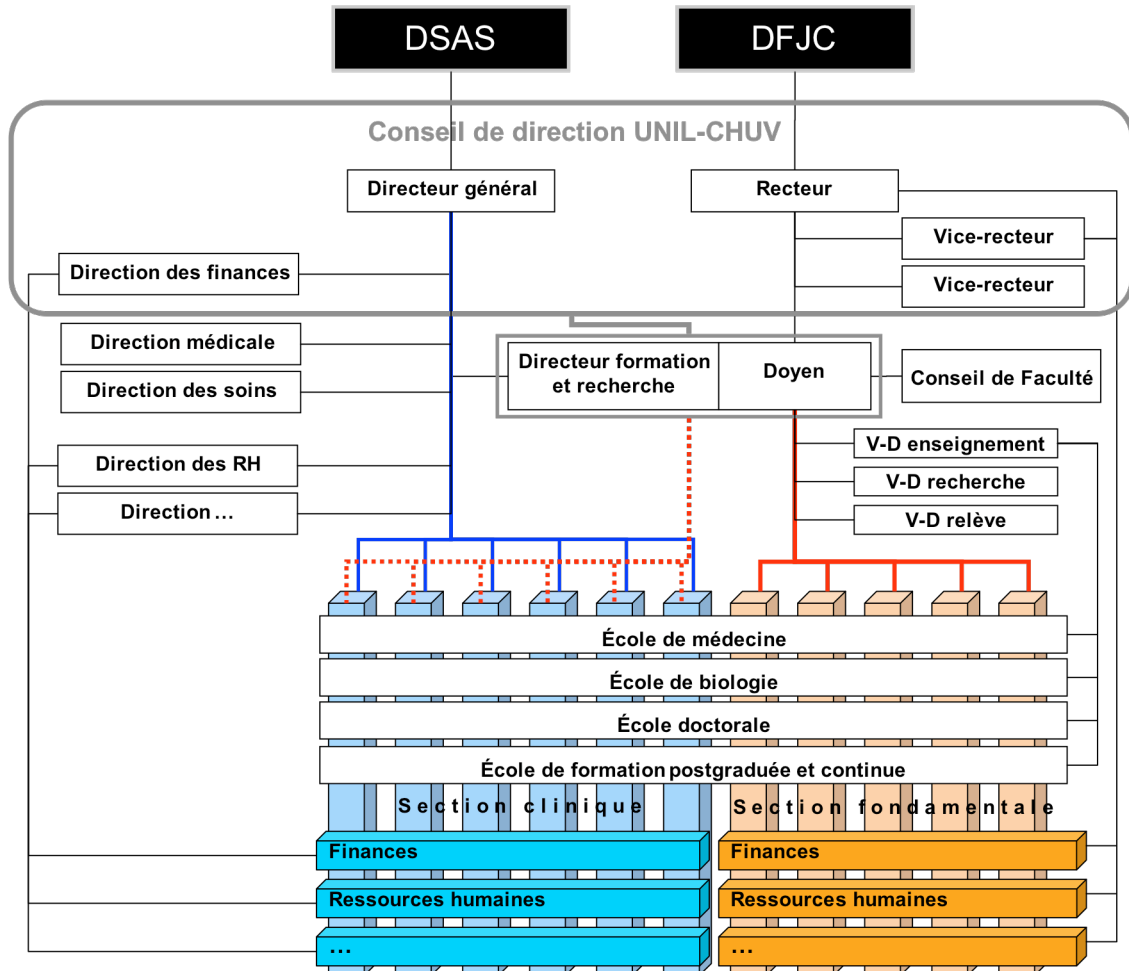 DSAS
DFJC
Conseil de direction UNIL-CHUV
Directeur général
Recteur
Vice-recteur
Direction des finances
Vice-recteur
Direction médicale
Directeur formation
et recherche
Doyen
Conseil de Faculté
Direction des soins
V-D enseignement
Direction des RH
V-D recherche
Direction ...
V-D relève
École de médecine
École de biologie
École doctorale
École de formation postgraduée et continue
Section clinique
Section fondamentale
Finances
Finances
Ressources humaines
Ressources humaines
...
...